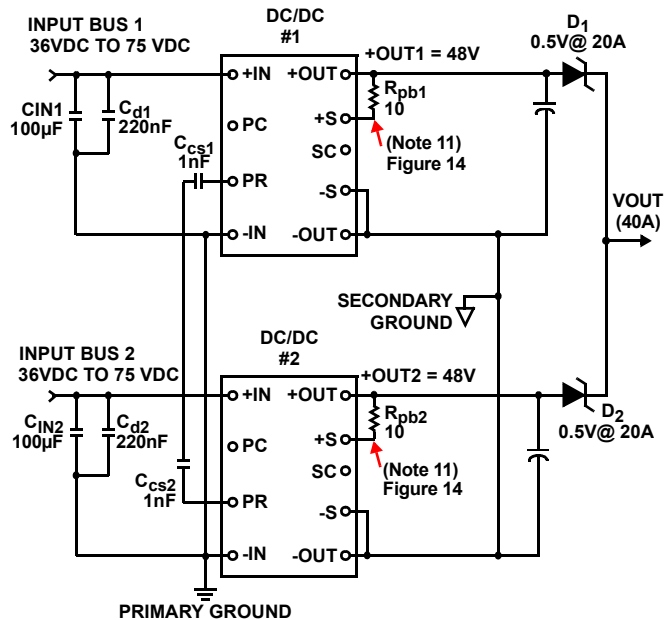 INPUT BUS 1
36VDC TO 75 VDC
CIN1
100µF
Cd1
220nF
Ccs1
1nF
DC/DC
#1
+IN
PC
PR
-IN
+OUT
+S
SC
-S
-OUT
+OUT1 = 48V
Rpb1
10
(Note 11)
Figure 14
D1
0.5V@ 20A
VOUT
(40A)
SECONDARY
GROUND
INPUT BUS 2
36VDC TO 75 VDC
CIN2
100µF
Cd2
220nF
Ccs2
1nF
DC/DC
#2
+IN
PC
PR
-IN
+OUT
+S
SC
-S
-OUT
+OUT2 = 48V
Rpb2
10
(Note 11)
Figure 14
D2
0.5V@ 20A
PRIMARY GROUND